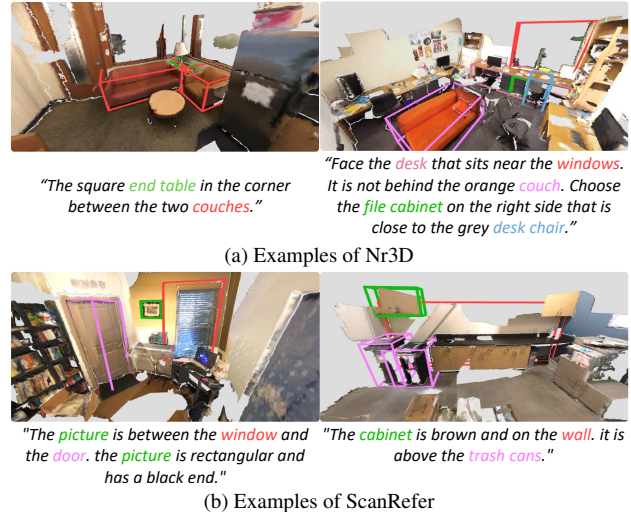 “The square end table in the corner
between the two couches.”
“Face the desk that sits near the windows.
It is not behind the orange couch. Choose
the file cabinet on the right side that is
close to the grey desk chair.”
(a) Examples of Nr3D
"The picture is between the window and
the door. the picture is rectangular and
has a black end."
"The cabinet is brown and on the wall. it is
above the trash cans."
(b) Examples of ScanRefer